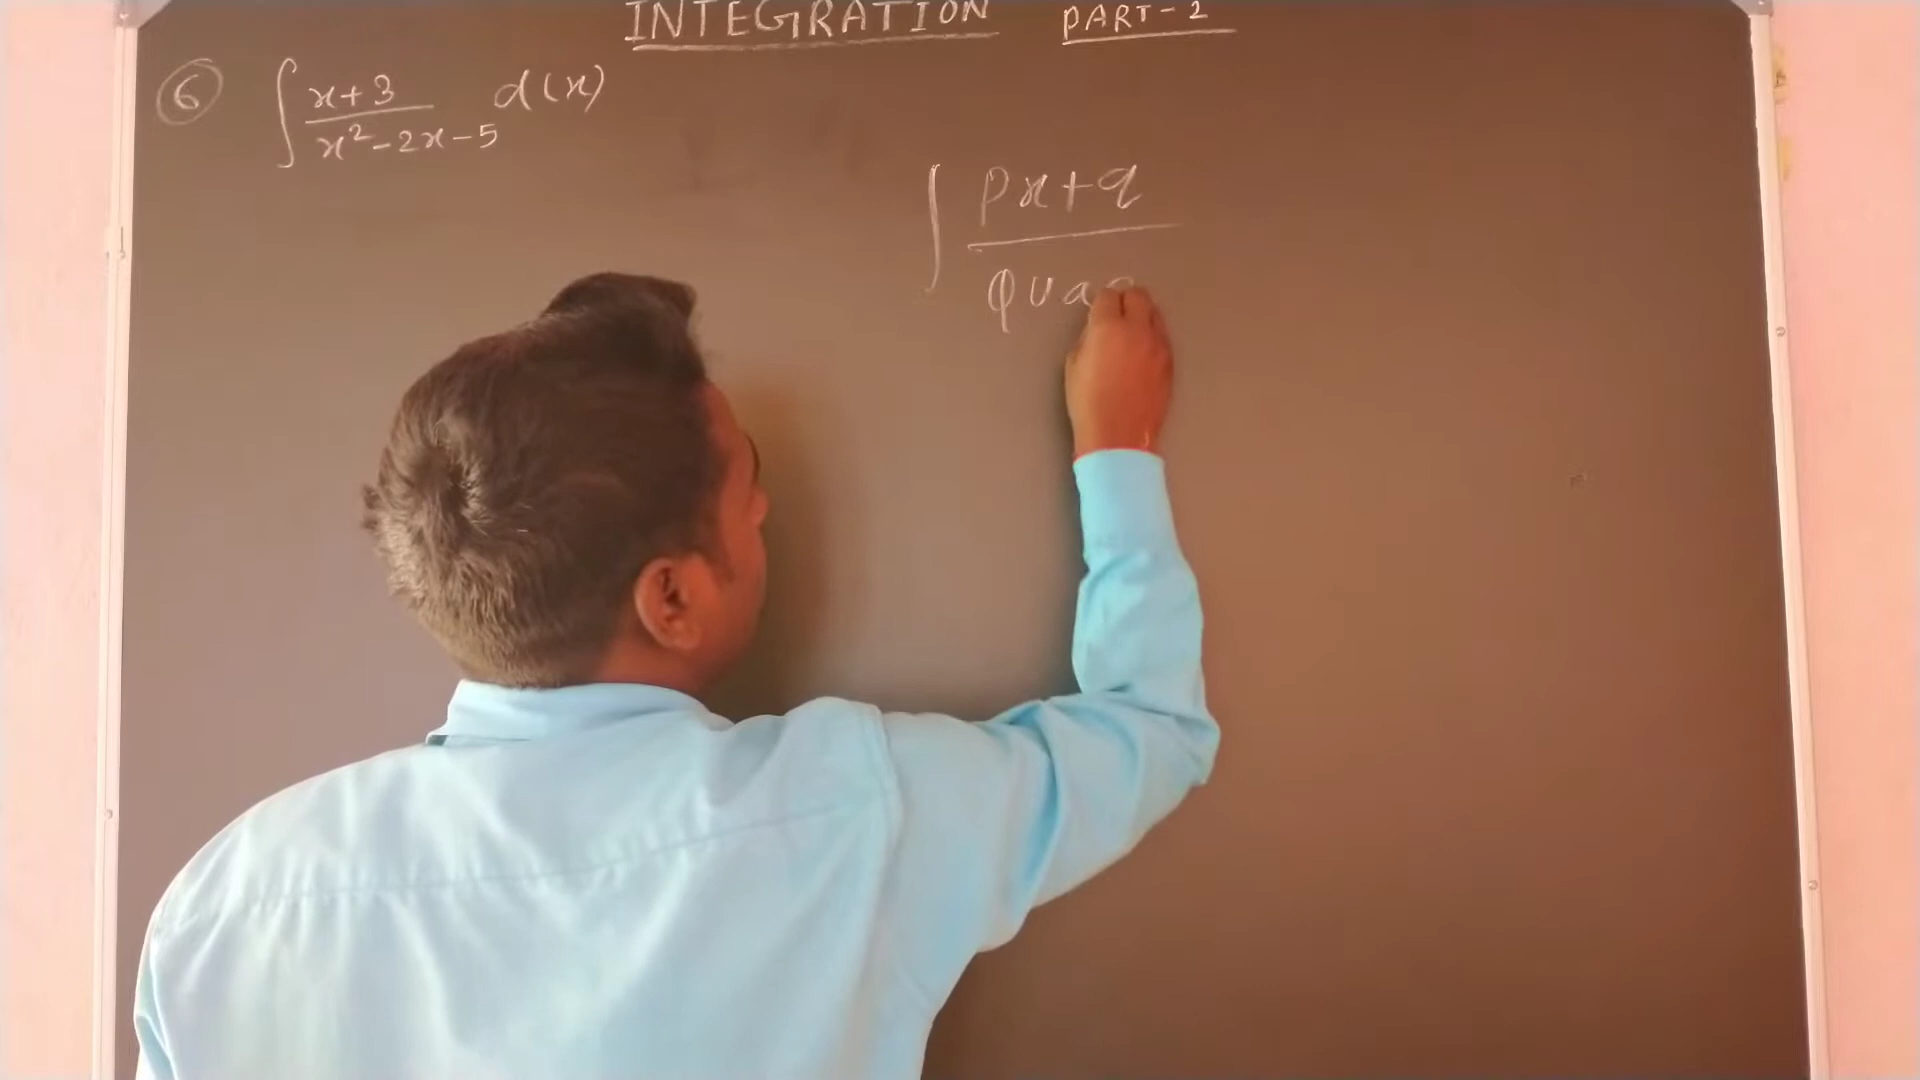 INTEGRATION PART-2
6 ∫ x+3 / x²-2x-5 d(x)
∫ px+q /
Qua